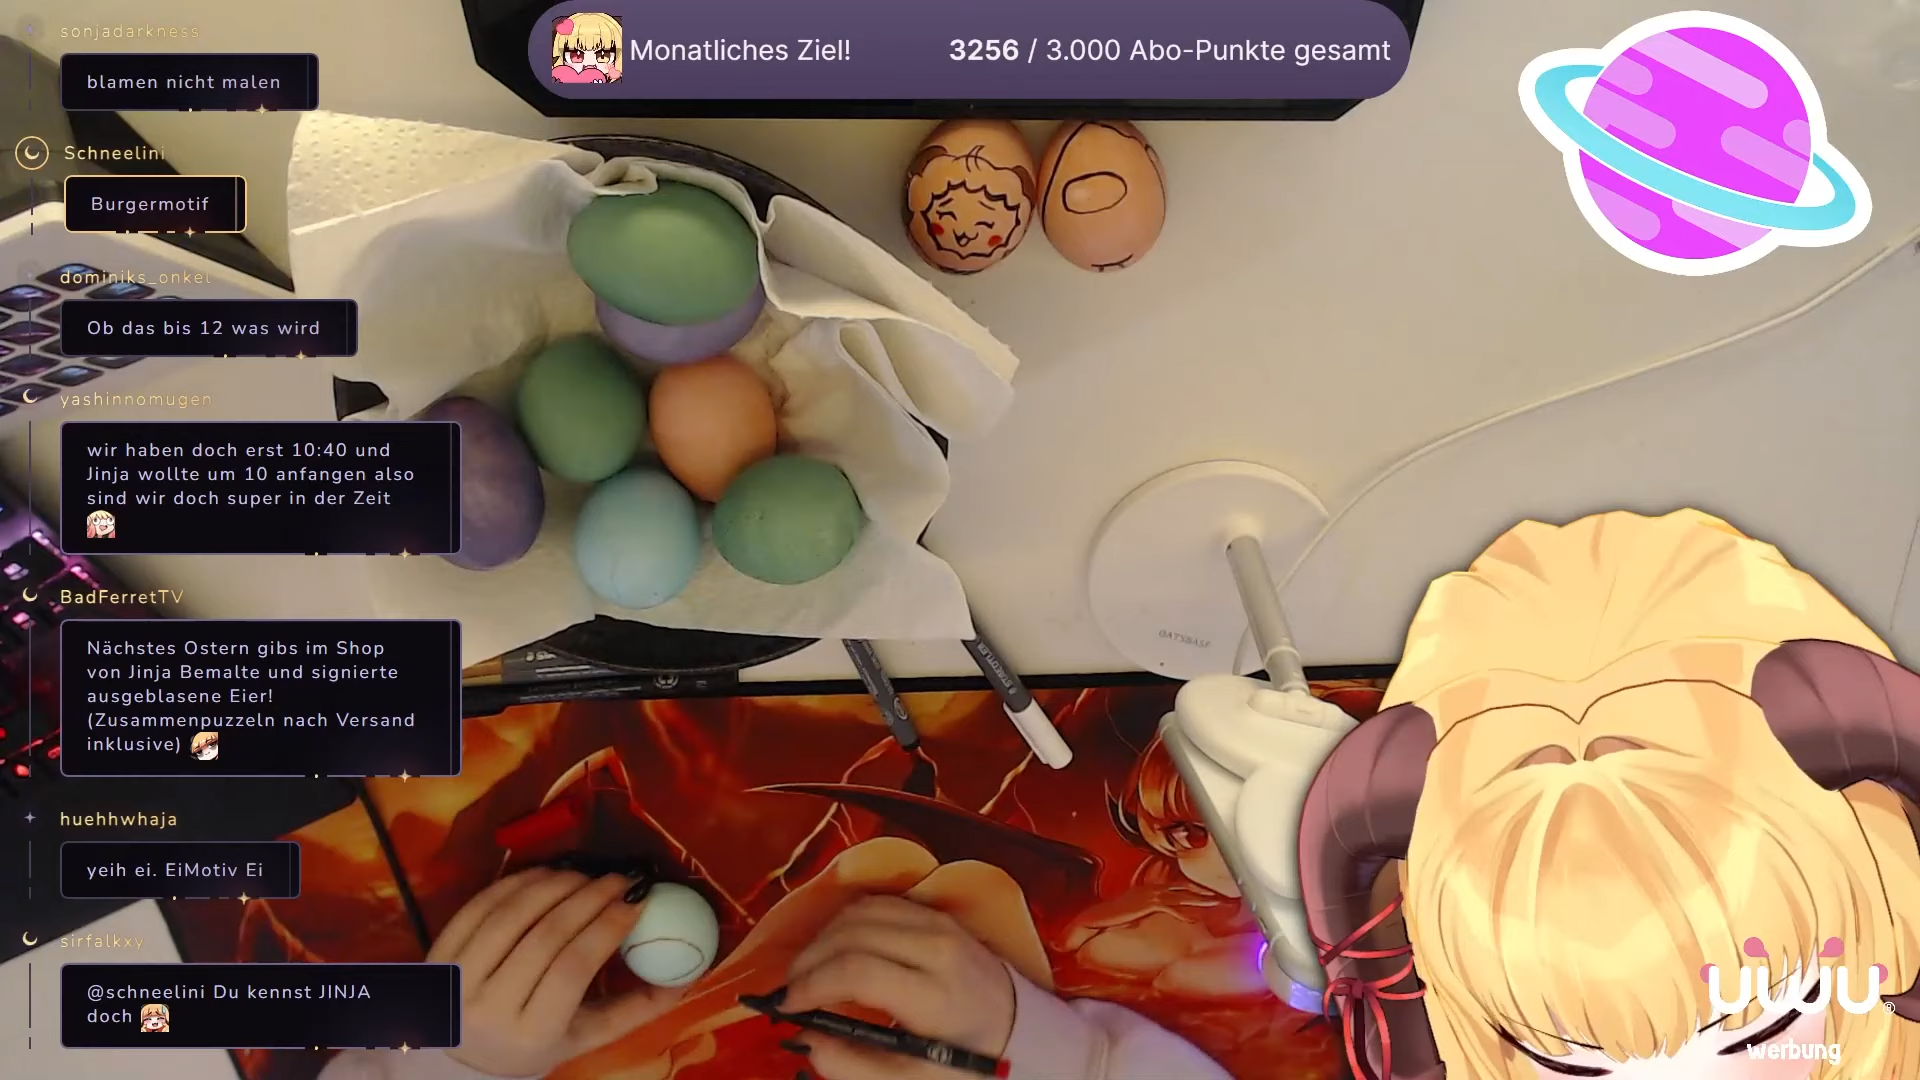 Monatliches Ziel!
3256 / 3.000 Abo-Punkte gesamt
sonjadarkness
blamen nicht malen
Schneelini
Burgermotif
dominiks_onkel
Ob das bis 12 was wird
yashinnomugen
wir haben doch erst 10:40 und
Jinja wollte um 10 anfangen also
sind wir doch super in der Zeit
BadFerretTV
Nächstes Ostern gibs im Shop
von Jinja Bemalte und signierte
ausgeblasene Eier!
(Zusammenpuzzeln nach Versand
inklusive)
huehhwhaja
yeih ei. EiMotiv Ei
sirfalkxy
@schneelini Du kennst JINJA
doch
STAEDTLER
uwu®
werbung